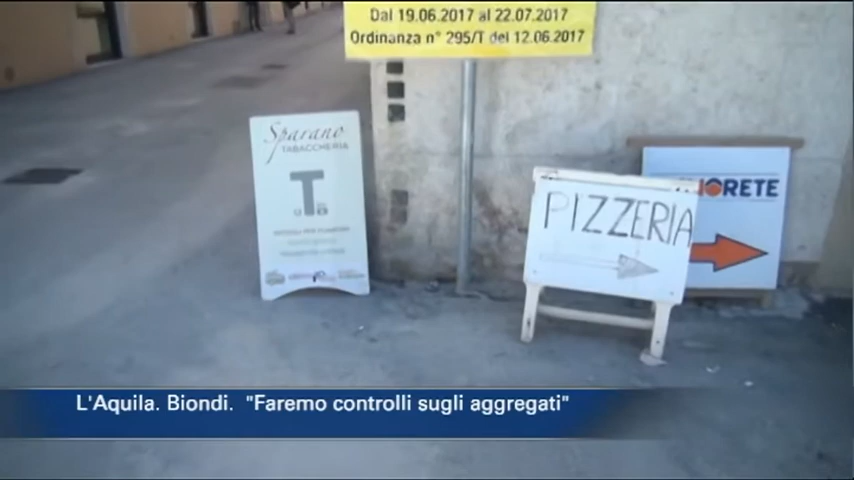 Dal 19.06.2017 al 22.07.2017
Ordinanza n° 295/T del 12.06.2017
Sparano
TABACCHERIA
T
PIZZERIA
ORETE
L'Aquila. Biondi. "Faremo controlli sugli aggregati"